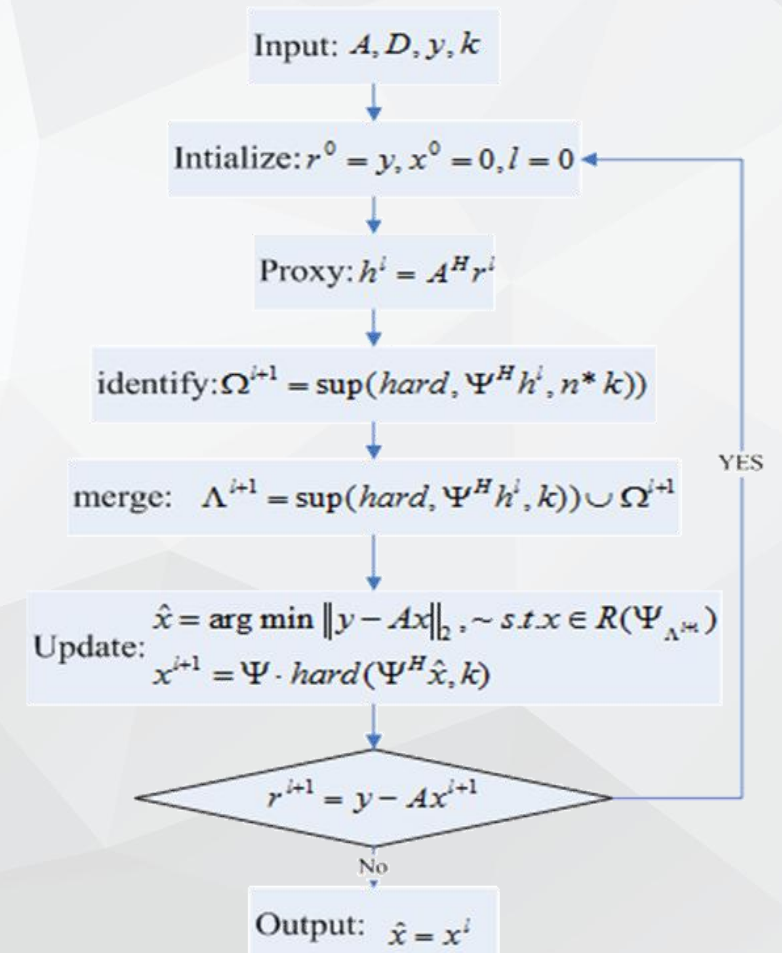 Input: A, D, y, k
Intialize: r⁰ = y, x⁰ = 0, l = 0
Proxy: hˡ = Aᴴrˡ
identify: Ωˡ⁺¹ = sup(hard, Ψᴴhˡ, n* k))
YES
merge: Λˡ⁺¹ = sup(hard, Ψᴴhˡ, k)) ∪ Ωˡ⁺¹
x̂ = arg min ‖y − Ax‖₂, ~ s.t.x ∈ R(Ψ_Λˡ⁺¹)
Update:
xˡ⁺¹ = Ψ · hard(Ψᴴx̂, k)
rˡ⁺¹ = y − Axˡ⁺¹
No
Output: x̂ = xˡ